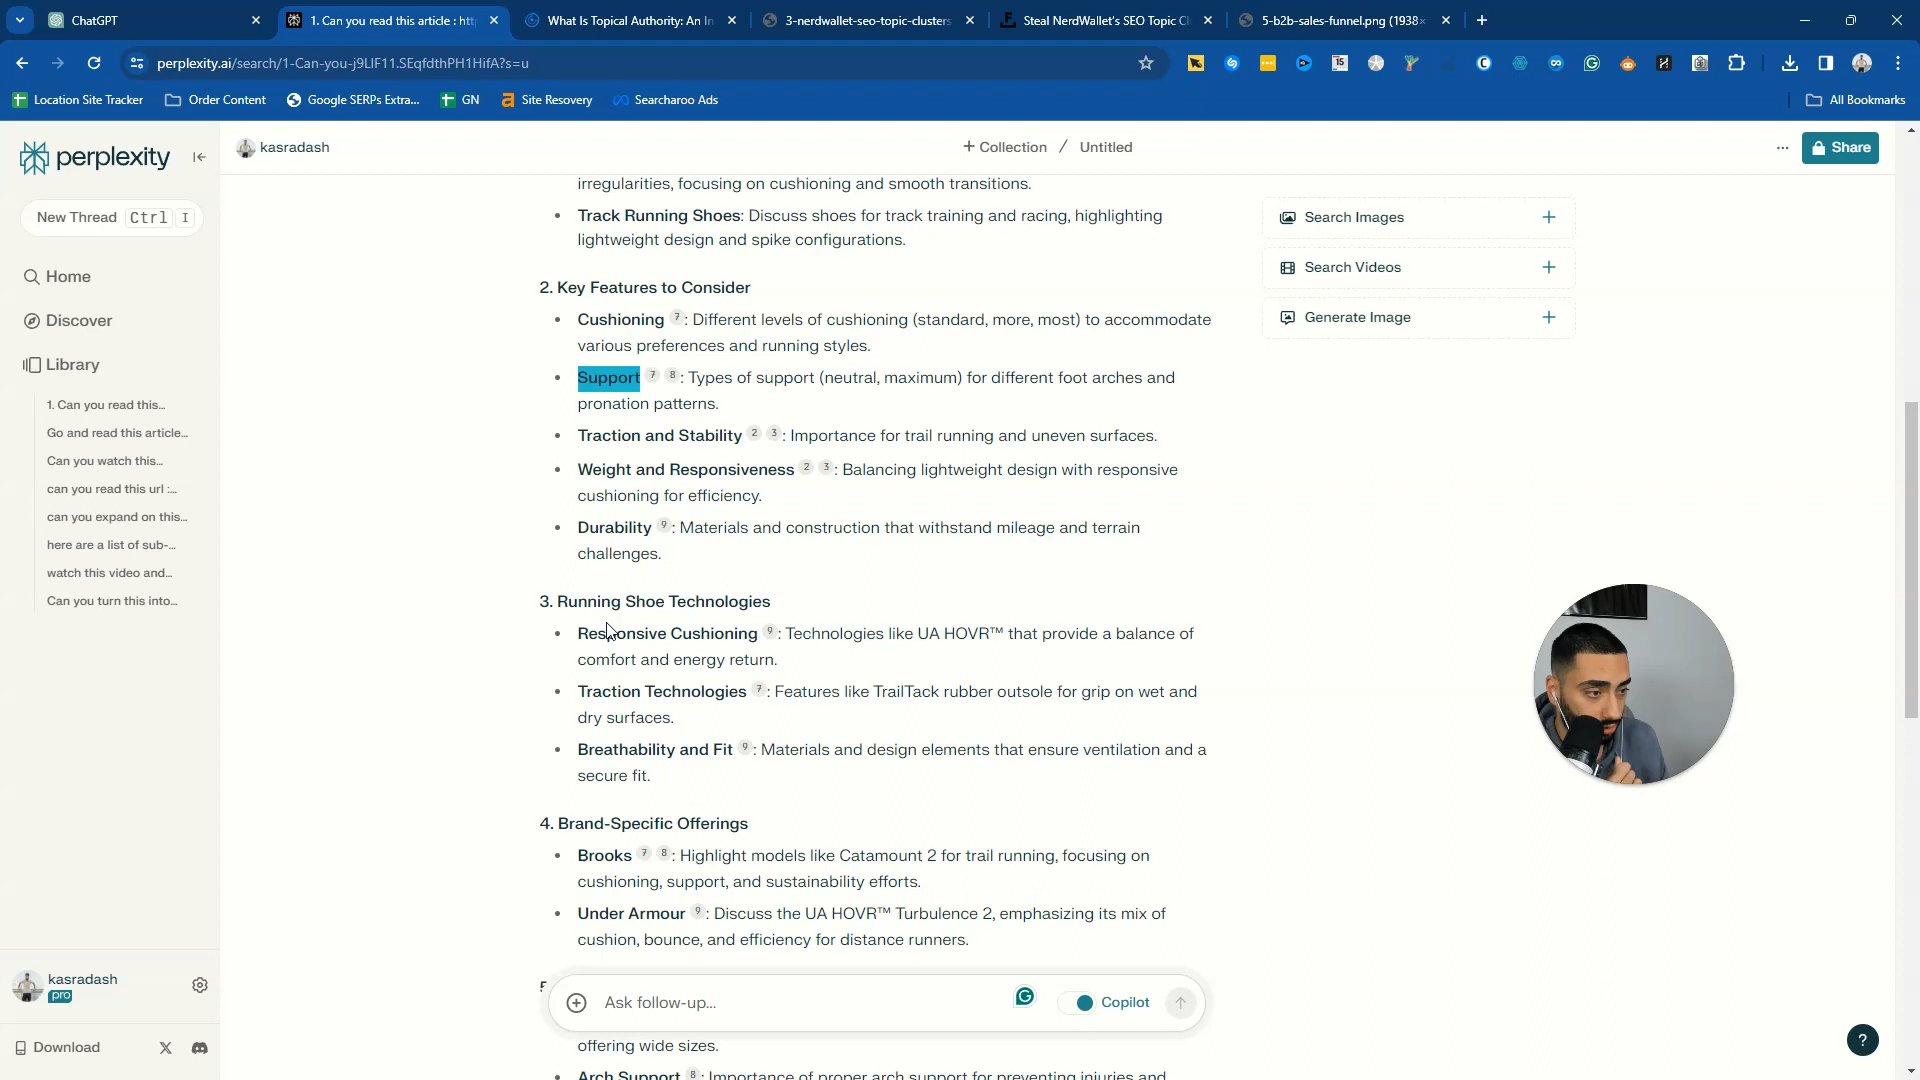 ChatGPT
1. Can you read this article : htt
What Is Topical Authority: An In
3-nerdwallet-seo-topic-clusters
Steal NerdWallet's SEO Topic Cl
5-b2b-sales-funnel.png (1938×
perplexity.ai/search/1-Can-you-j9LIF11.SEqfdthPH1HifA?s=u
Location Site Tracker
Order Content
Google SERPs Extra...
GN
Site Recovery
Searcharoo Ads
All Bookmarks
perplexity
kasradash
Collection / Untitled
Share
New Thread Ctrl I
Home
Discover
Library
1. Can you read this...
Go and read this article...
Can you watch this...
can you read this url :...
can you expand on this...
here are a list of sub-...
watch this video and...
Can you turn this into...
kasradash
pro
Download
irregularities, focusing on cushioning and smooth transitions.
Track Running Shoes: Discuss shoes for track training and racing, highlighting
lightweight design and spike configurations.
2. Key Features to Consider
Cushioning 7: Different levels of cushioning (standard, more, most) to accommodate
various preferences and running styles.
Support 7 8: Types of support (neutral, maximum) for different foot arches and
pronation patterns.
Traction and Stability 2 3: Importance for trail running and uneven surfaces.
Weight and Responsiveness 2 3: Balancing lightweight design with responsive
cushioning for efficiency.
Durability 9: Materials and construction that withstand mileage and terrain
challenges.
3. Running Shoe Technologies
Responsive Cushioning 9: Technologies like UA HOVR™ that provide a balance of
comfort and energy return.
Traction Technologies 7: Features like TrailTack rubber outsole for grip on wet and
dry surfaces.
Breathability and Fit 9: Materials and design elements that ensure ventilation and a
secure fit.
4. Brand-Specific Offerings
Brooks 7 8: Highlight models like Catamount 2 for trail running, focusing on
cushioning, support, and sustainability efforts.
Under Armour 9: Discuss the UA HOVR™ Turbulence 2, emphasizing its mix of
cushion, bounce, and efficiency for distance runners.
Ask follow-up...
Copilot
offering wide sizes.
Arch Support 8: Importance of proper arch support for preventing injuries and
Search Images
Search Videos
Generate Image
?